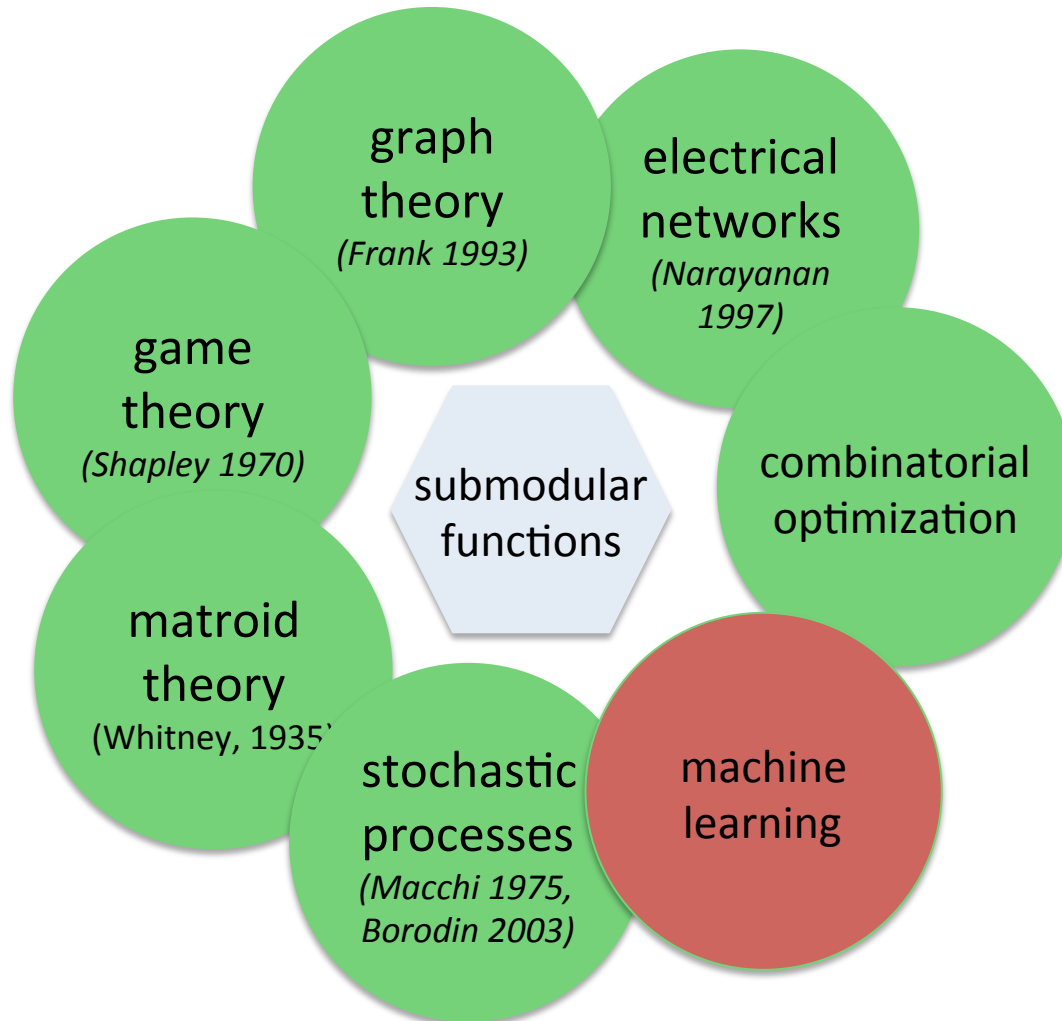 graph
theory
(Frank 1993)
electrical
networks
(Narayanan
1997)
game
theory
(Shapley 1970)
submodular
functions
combinatorial
optimization
matroid
theory
(Whitney, 1935)
stochastic
processes
(Macchi 1975,
Borodin 2003)
machine
learning